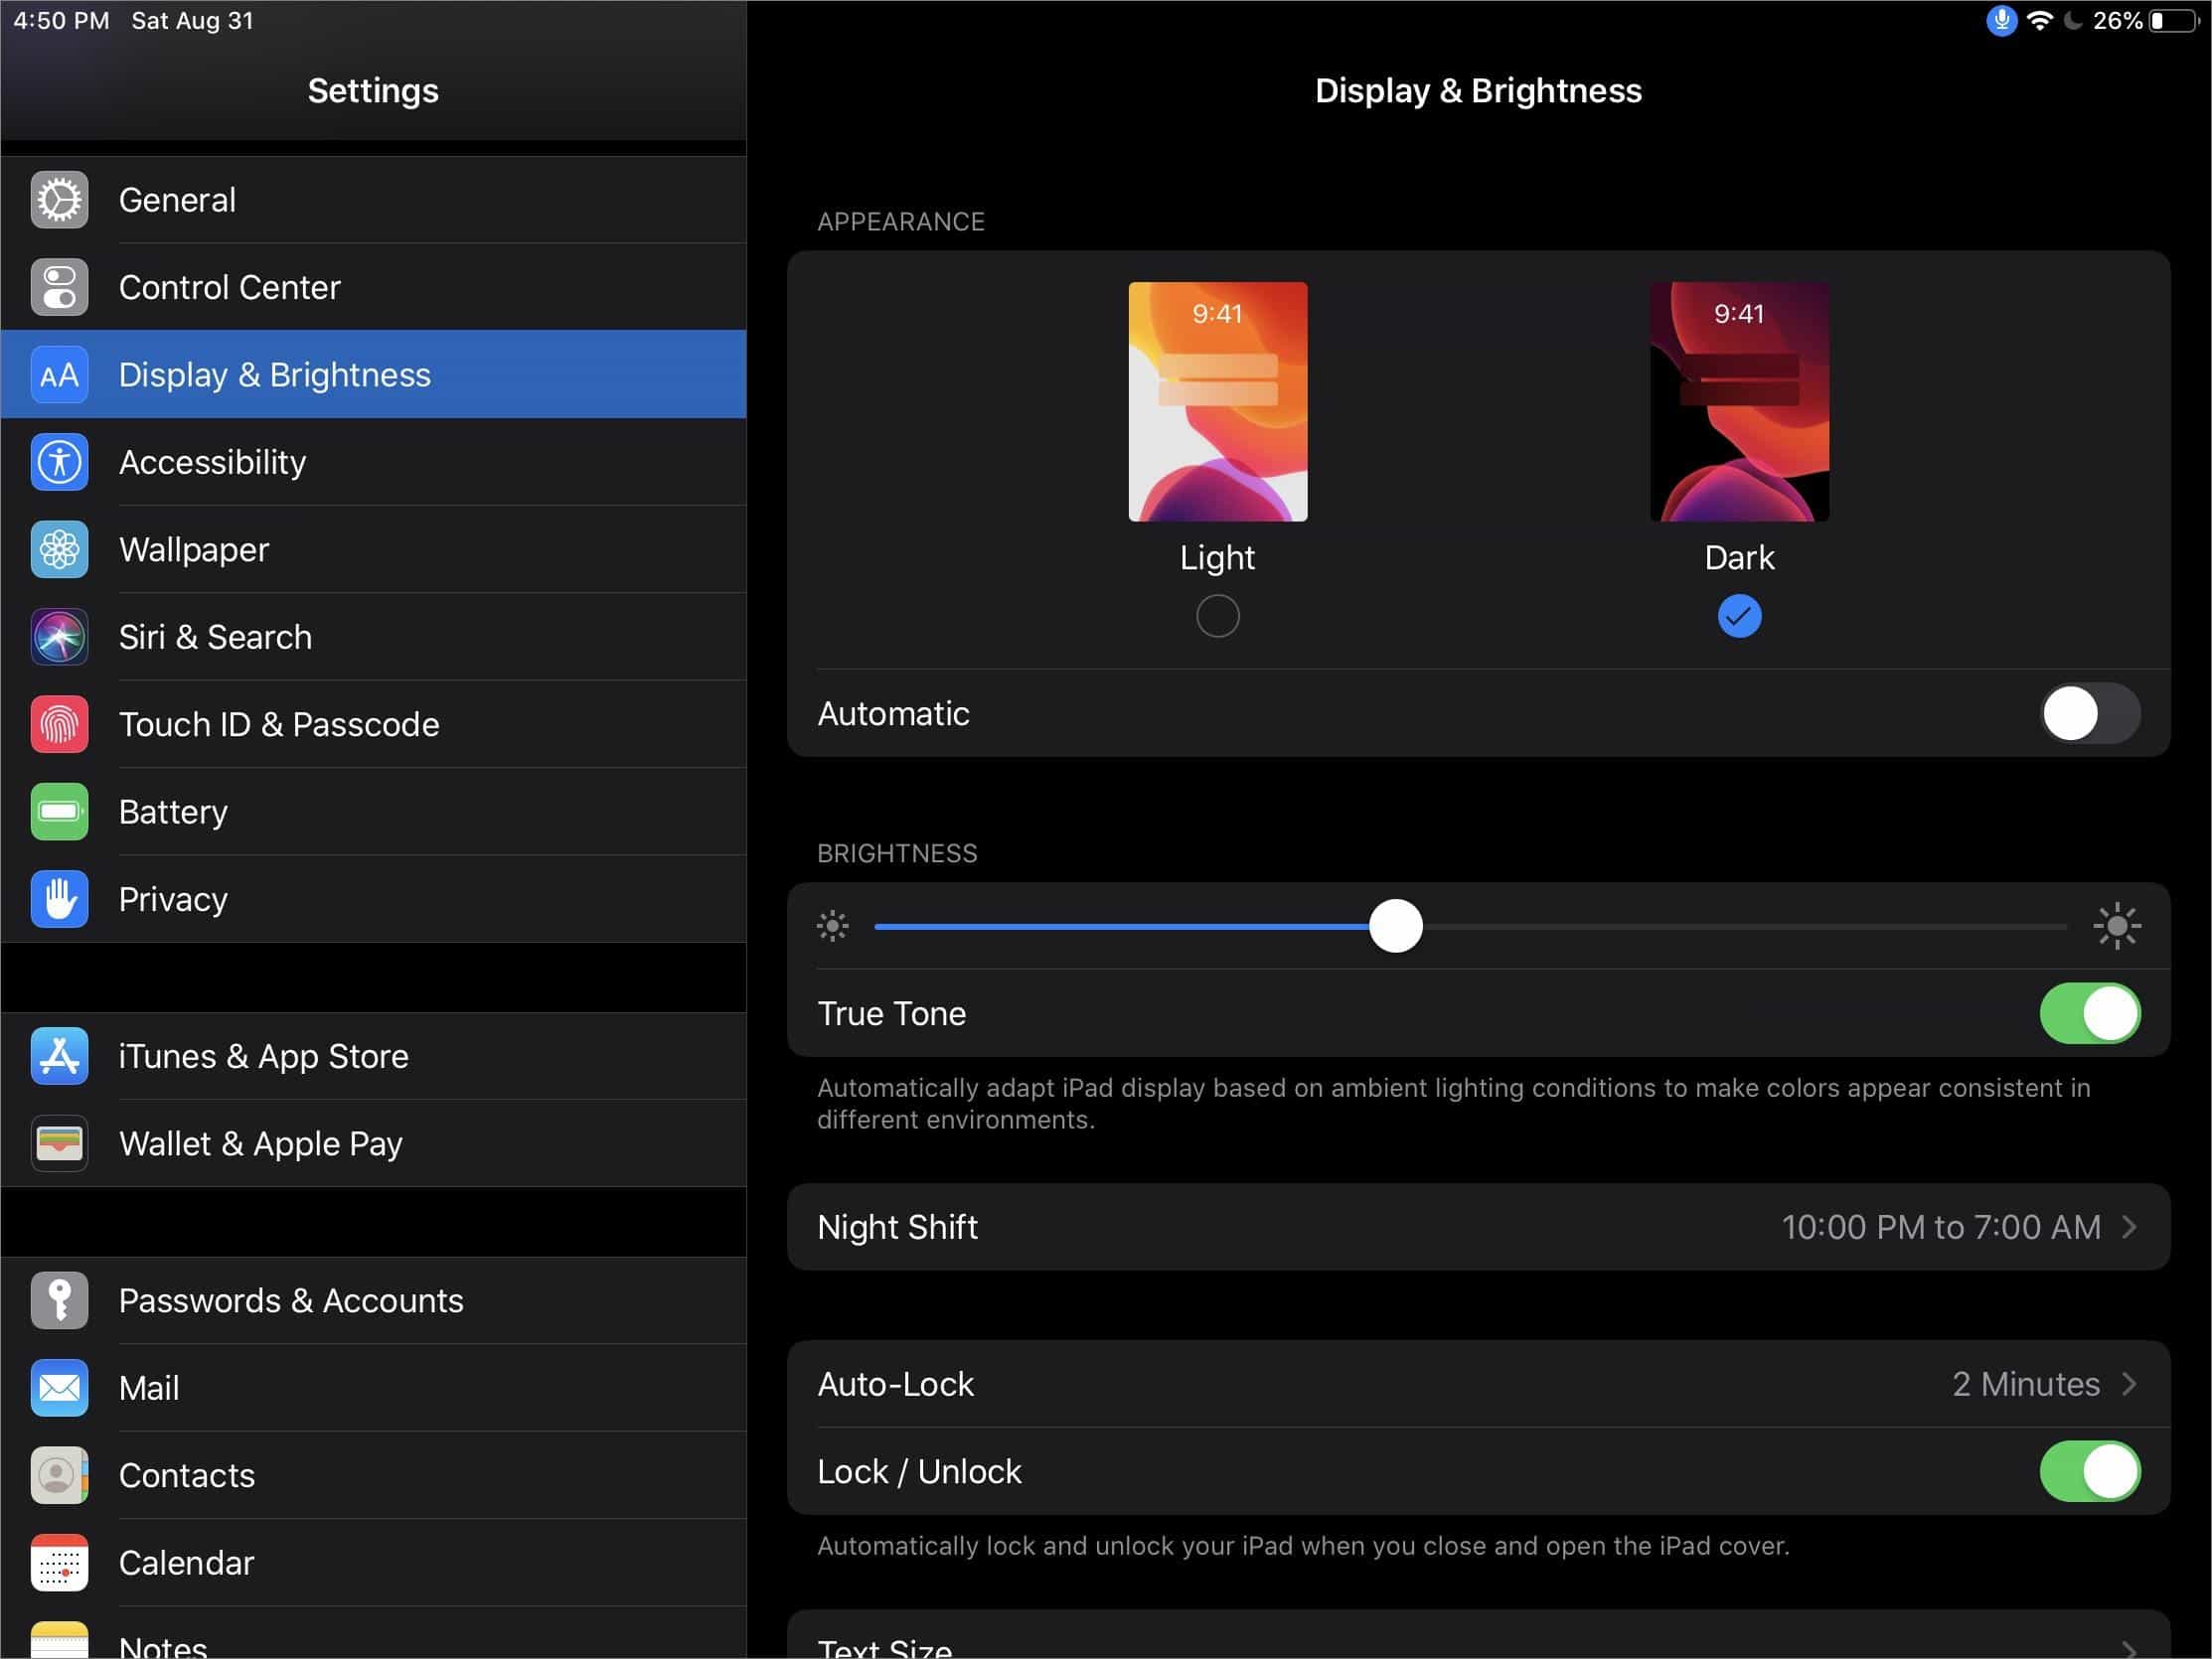 4:50 PM Sat Aug 31
26%
Settings
General
Control Center
AA Display & Brightness
Accessibility
Wallpaper
Siri & Search
Touch ID & Passcode
Battery
Privacy
iTunes & App Store
Wallet & Apple Pay
Passwords & Accounts
Mail
Contacts
Calendar
Notes
Display & Brightness
APPEARANCE
9:41 9:41
Light Dark
Automatic
BRIGHTNESS
True Tone
Automatically adapt iPad display based on ambient lighting conditions to make colors appear consistent in
different environments.
Night Shift 10:00 PM to 7:00 AM
Auto-Lock 2 Minutes
Lock / Unlock
Automatically lock and unlock your iPad when you close and open the iPad cover.
Text Size